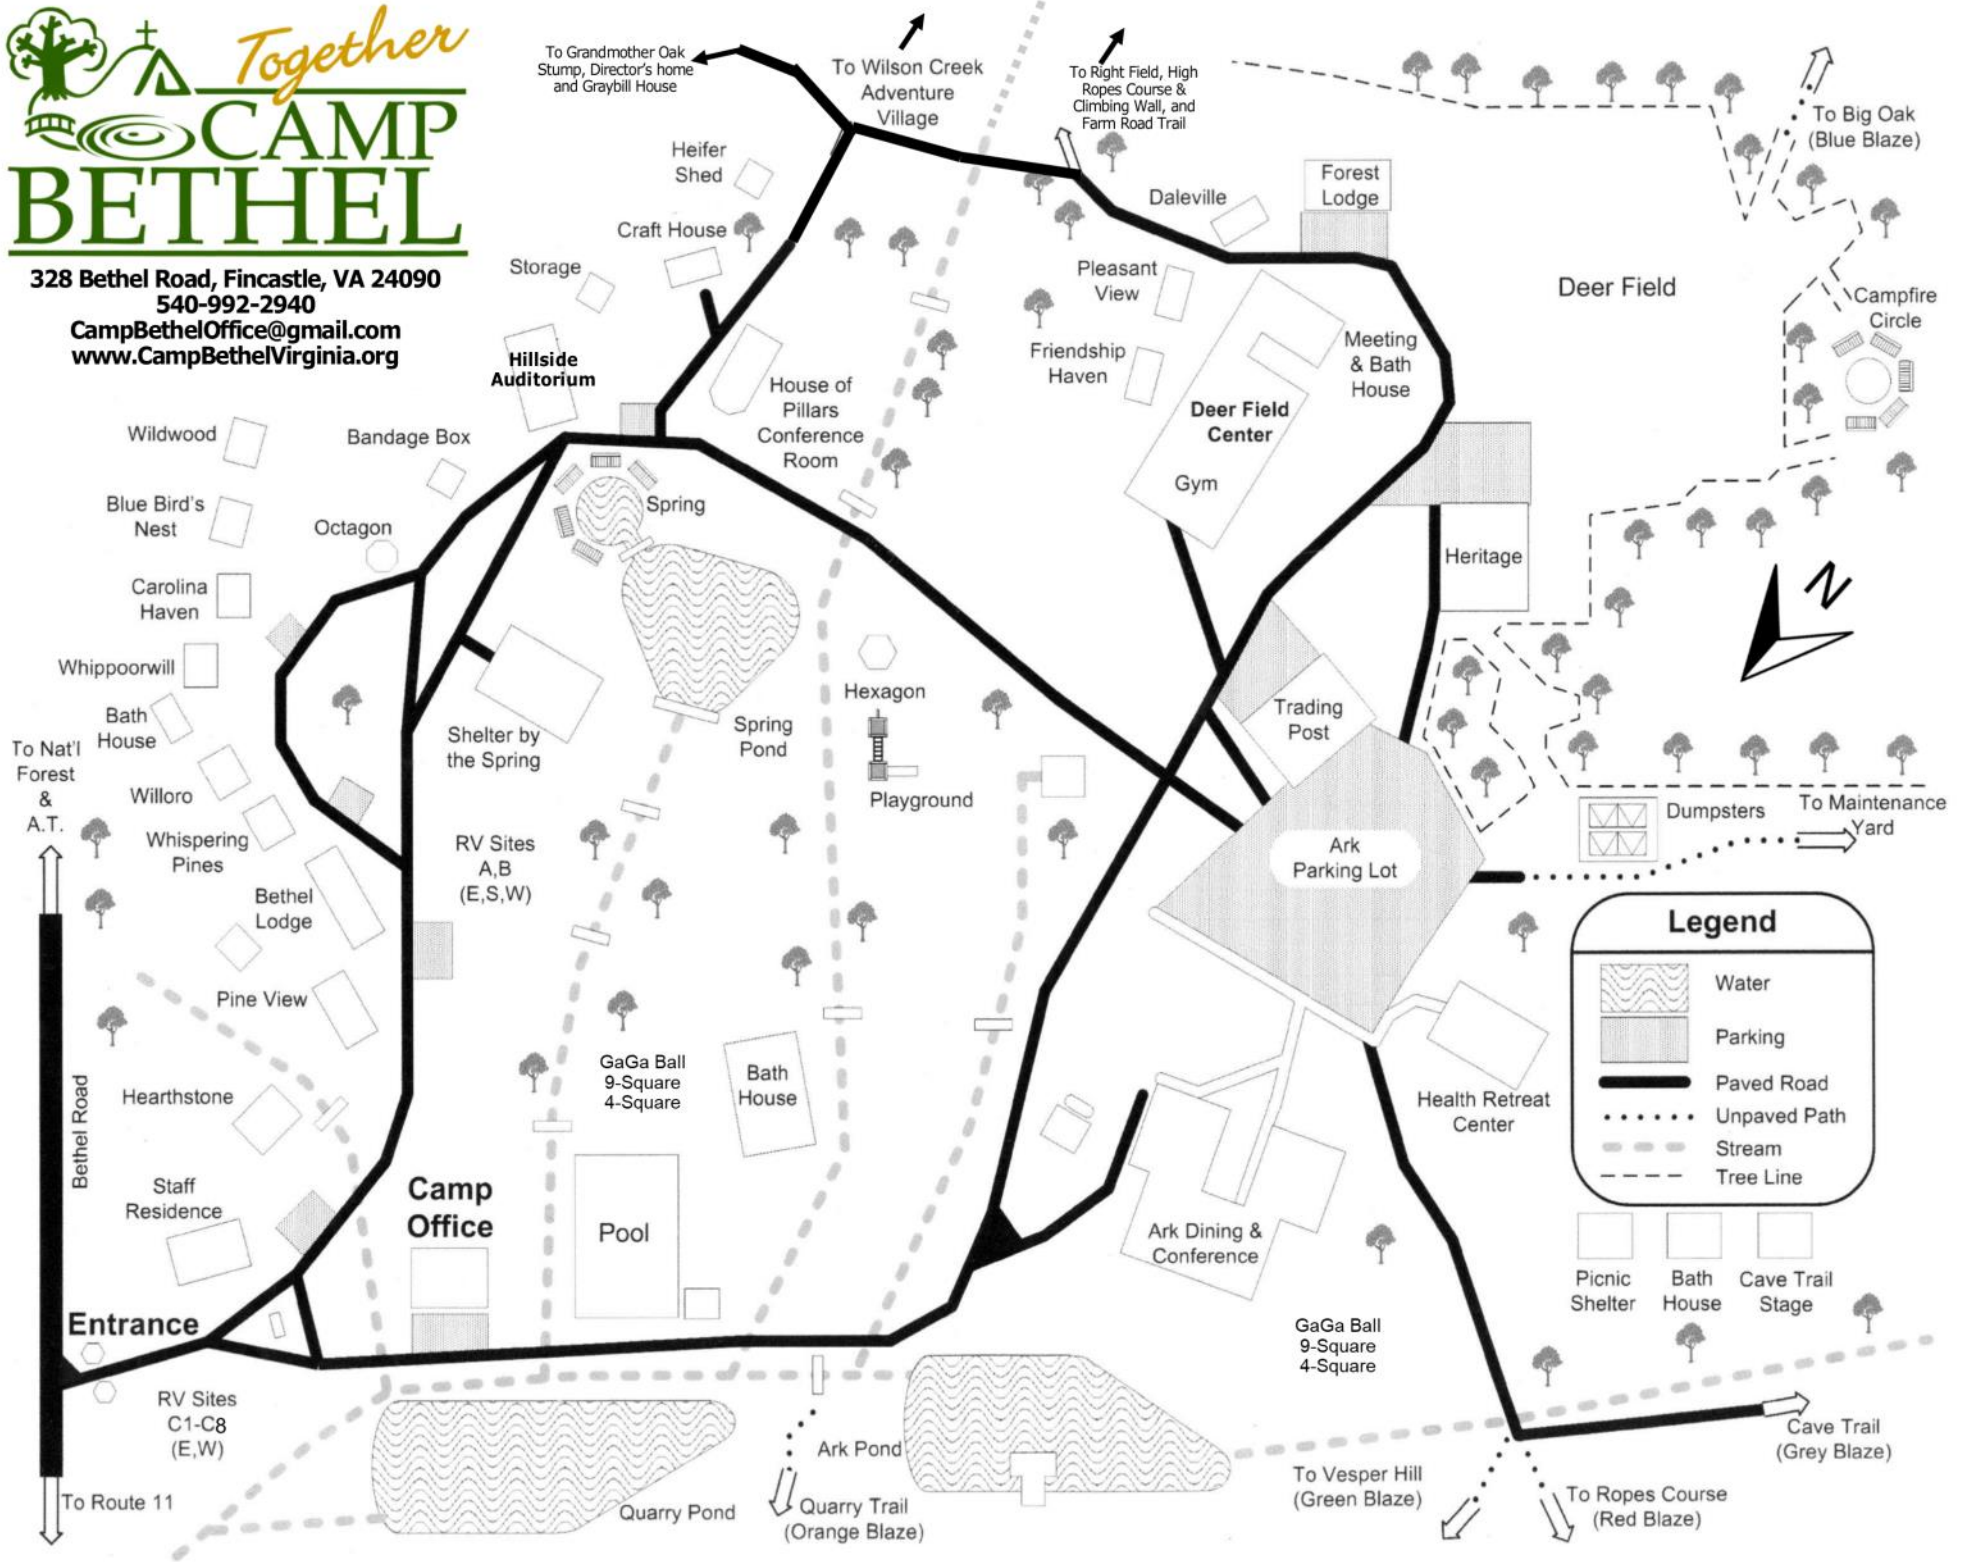 Together
CAMP
BETHEL
328 Bethel Road, Fincastle, VA 24090
540-992-2940
CampBethelOffice@gmail.com
www.CampBethelVirginia.org
To Grandmother Oak
Stump, Director's home
and Graybill House
To Wilson Creek
Adventure
Village
To Right Field, High
Ropes Course &
Climbing Wall, and
Farm Road Trail
To Big Oak
(Blue Blaze)
Heifer
Shed
Craft House
Storage
Hillside
Auditorium
Daleville
Forest
Lodge
Pleasant
View
Friendship
Haven
Meeting
& Bath
House
Deer Field
Center
Gym
Deer Field
Campfire
Circle
House of
Pillars
Conference
Room
Wildwood
Bandage Box
Blue Bird's
Nest
Octagon
Spring
Carolina
Haven
Whippoorwill
Bath
House
Willoro
Whispering
Pines
Bethel
Lodge
Pine View
Hearthstone
Staff
Residence
To Nat'l
Forest
&
A.T.
Bethel Road
Shelter by
the Spring
Spring
Pond
Hexagon
Playground
Heritage
N
Trading
Post
Ark
Parking Lot
Dumpsters
To Maintenance
Yard
RV Sites
A,B
(E,S,W)
GaGa Ball
9-Square
4-Square
Bath
House
Camp
Office
Pool
Health Retreat
Center
Ark Dining &
Conference
Legend
Water
Parking
Paved Road
Unpaved Path
Stream
Tree Line
Picnic
Shelter
Bath
House
Cave Trail
Stage
Entrance
RV Sites
C1-C8
(E,W)
To Route 11
Quarry Pond
Ark Pond
Quarry Trail
(Orange Blaze)
GaGa Ball
9-Square
4-Square
Cave Trail
(Grey Blaze)
To Vesper Hill
(Green Blaze)
To Ropes Course
(Red Blaze)